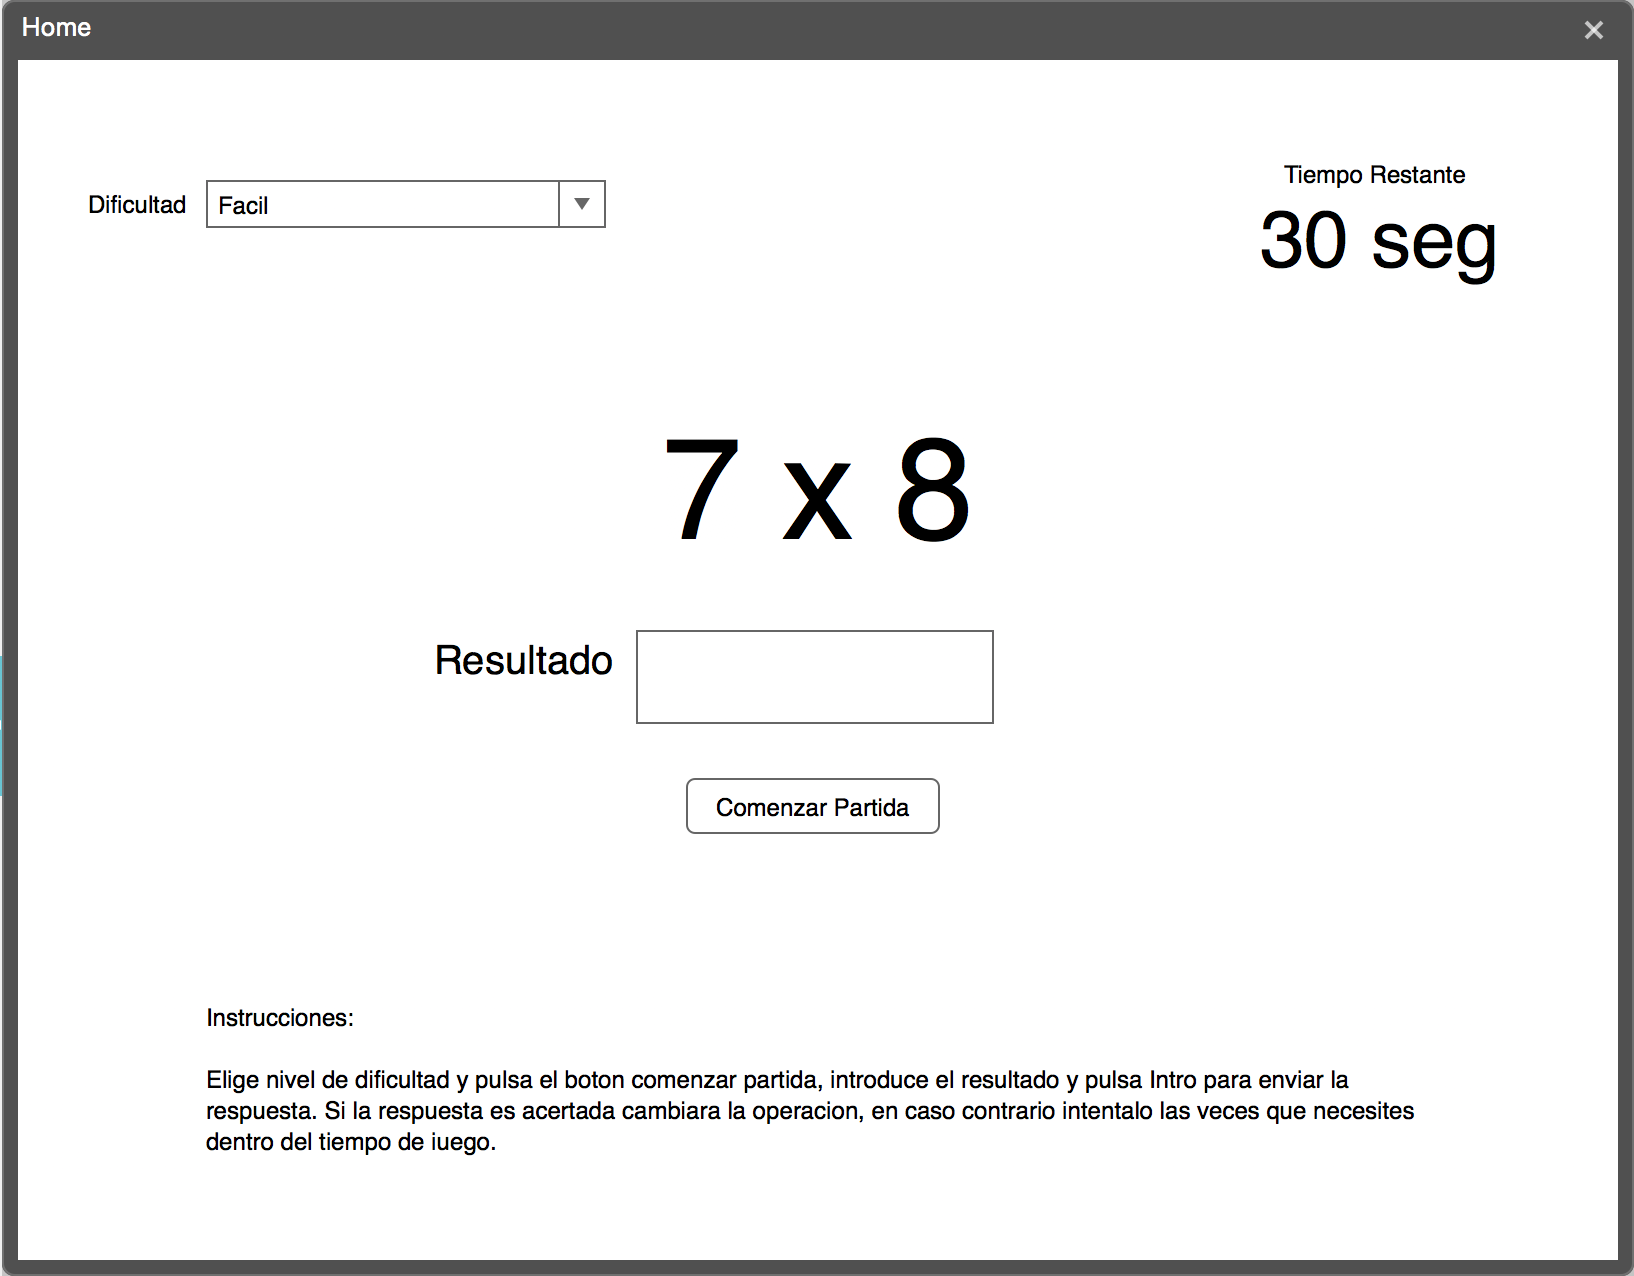 Home
Dificultad
Facil
Tiempo Restante
30 seg
7 x 8
Resultado
Comenzar Partida
Instrucciones:
Elige nivel de dificultad y pulsa el boton comenzar partida, introduce el resultado y pulsa Intro para enviar la
respuesta. Si la respuesta es acertada cambiara la operacion, en caso contrario intentalo las veces que necesites
dentro del tiempo de iuego.